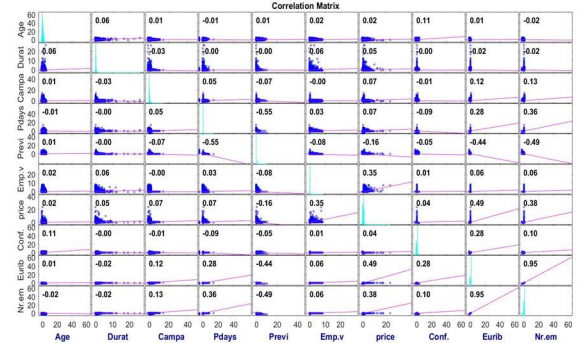 Correlation Matrix
Age 0.06 0.01 -0.01 0.01 0.02 0.02 0.11 0.01 -0.02
Durat 0.06 -0.03 -0.00 -0.00 0.06 0.05 -0.00 -0.02 -0.02
Campa 0.01 -0.03 0.05 -0.07 -0.00 0.07 -0.01 0.12 0.13
Pdays -0.01 -0.00 0.05 -0.55 0.03 0.07 -0.09 0.28 0.36
Previ 0.01 -0.00 -0.07 -0.55 -0.08 -0.16 -0.05 -0.44 -0.49
Emp.v 0.02 0.06 -0.00 0.03 -0.08 0.35 0.01 0.06 0.06
price 0.02 0.05 0.07 0.07 -0.16 0.35 0.04 0.49 0.38
Conf. 0.11 -0.00 -0.01 -0.09 -0.05 0.01 0.04 0.28 0.10
Eurib 0.01 -0.02 0.12 0.28 -0.44 0.06 0.49 0.28 0.95
Nr.em -0.02 -0.02 0.13 0.36 -0.49 0.06 0.38 0.10 0.95
Age Durat Campa Pdays Previ Emp.v price Conf. Eurib Nr.em